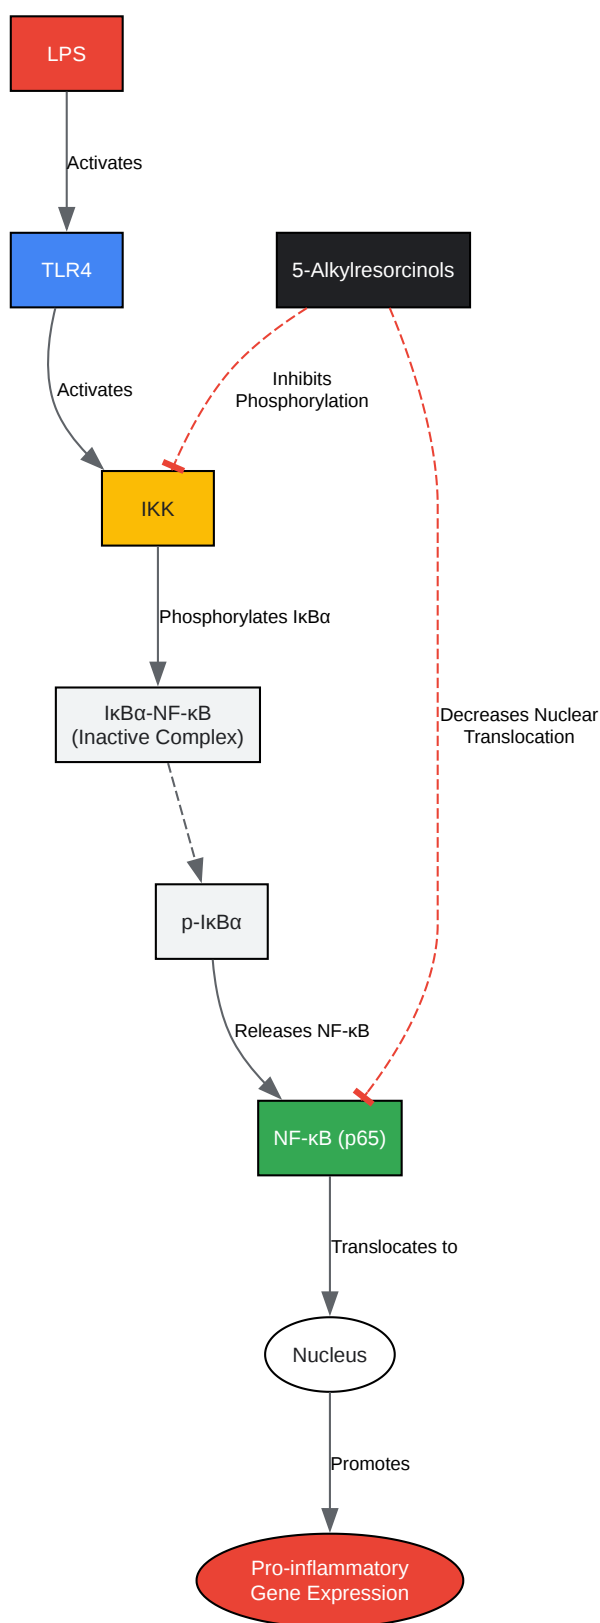 LPS
Activates
TLR4
5-Alkylresorcinols
Activates
Inhibits
Phosphorylation
IKK
Phosphorylates IκBα
IκBα-NF-κB
(Inactive Complex)
Decreases Nuclear
Translocation
p-IκBα
Releases NF-κB
NF-κB (p65)
Translocates to
Nucleus
Promotes
Pro-inflammatory
Gene Expression